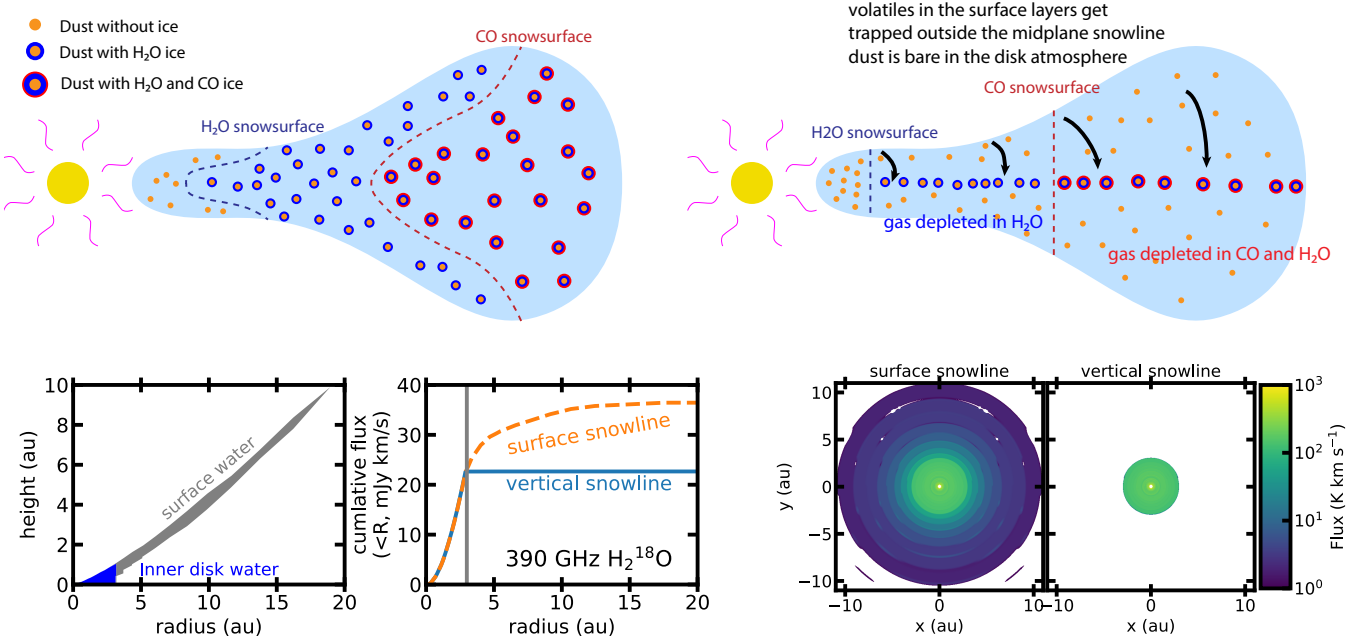 Dust without ice
Dust with H₂O ice
Dust with H₂O and CO ice
H₂O snowsurface
CO snowsurface
volatiles in the surface layers get
trapped outside the midplane snowline
dust is bare in the disk atmosphere
CO snowsurface
H2O snowsurface
gas depleted in H₂O
gas depleted in CO and H₂O
10
8
6
4
2
0
height (au)
surface water
Inner disk water
0 5 10 15 20
radius (au)
40
30
20
10
0
cumlative flux
(<R, mJy km/s)
surface snowline
vertical snowline
390 GHz H₂¹⁸O
0 5 10 15 20
radius (au)
surface snowline
vertical snowline
10
5
0
−5
−10
y (au)
−10 0 10
x (au)
−10 0 10
x (au)
10³
10²
10¹
10⁰
Flux (K km s⁻¹)